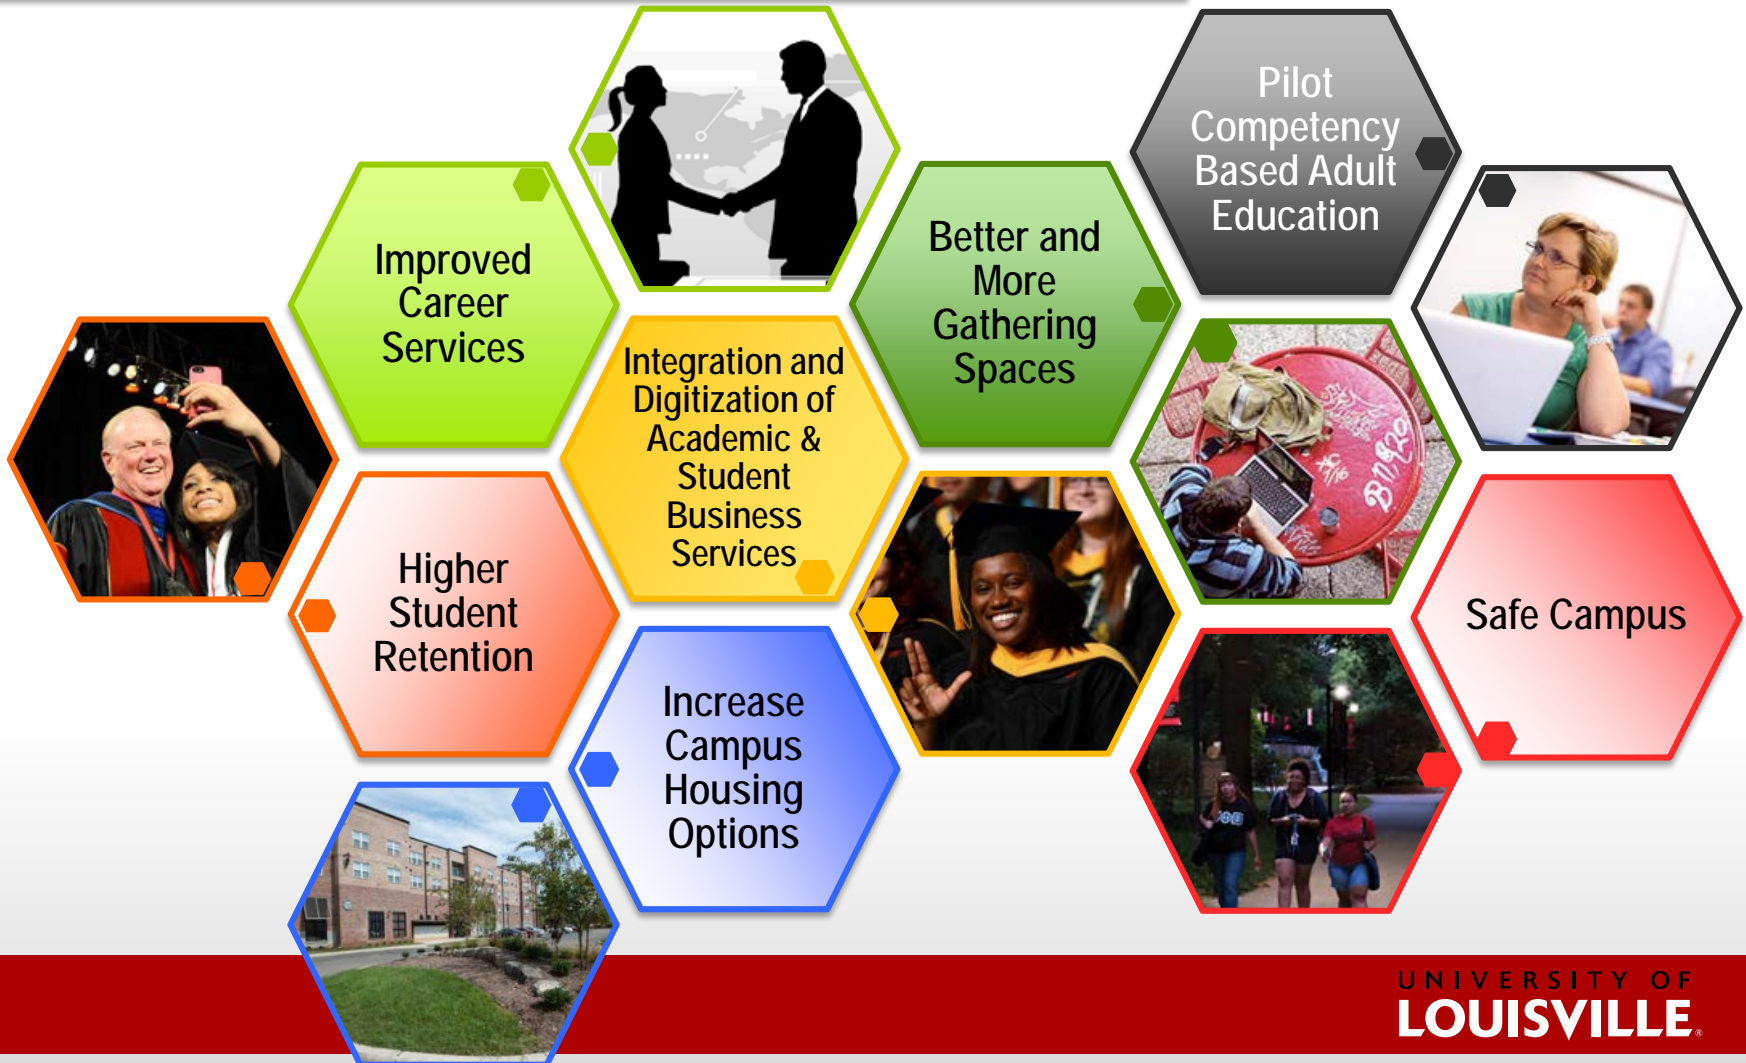 Pilot
Competency
Based Adult
Education
Improved
Career
Services
Better and
More
Gathering
Spaces
Integration and
Digitization of
Academic &
Student
Business
Services
Higher
Student
Retention
Safe Campus
Increase
Campus
Housing
Options
UNIVERSITY OF
LOUISVILLE®